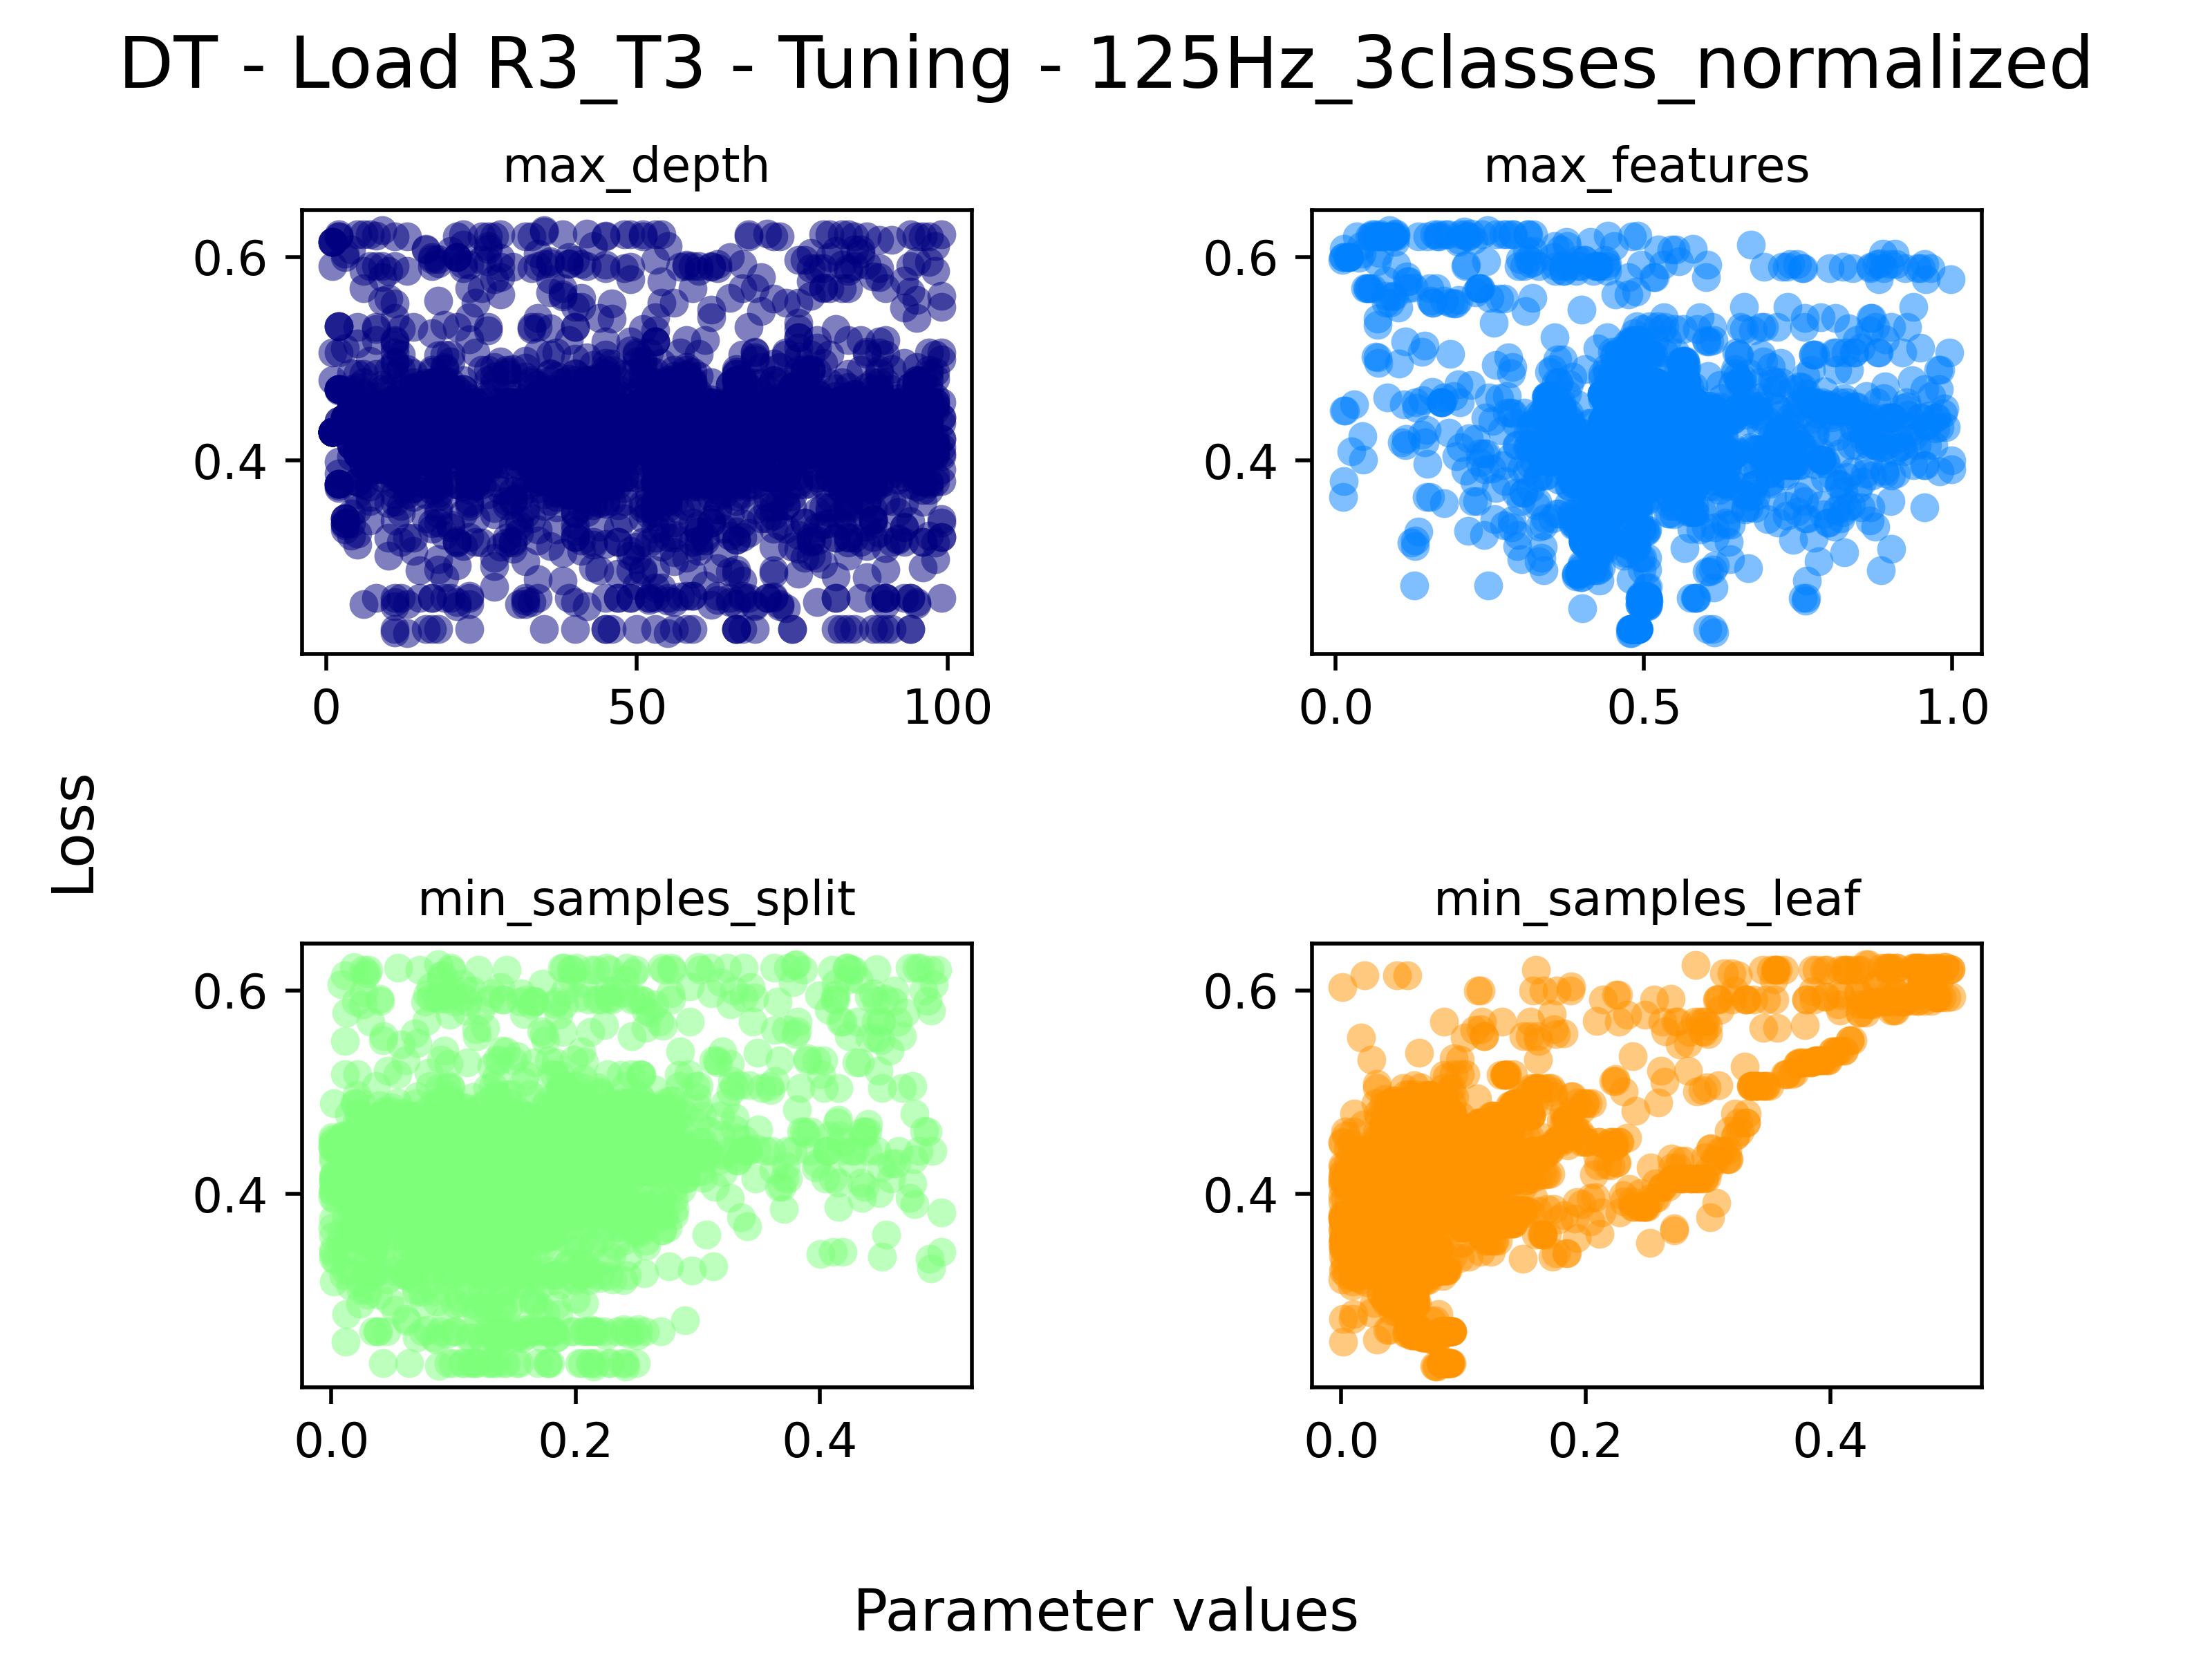 DT - Load R3_T3 - Tuning - 125Hz_3classes_normalized
max_depth
0.6
0.4
0
50
100
max_features
0.6
0.4
0.0
0.5
1.0
Loss
min_samples_split
0.6
0.4
0.0
0.2
0.4
min_samples_leaf
0.6
0.4
0.0
0.2
0.4
Parameter values